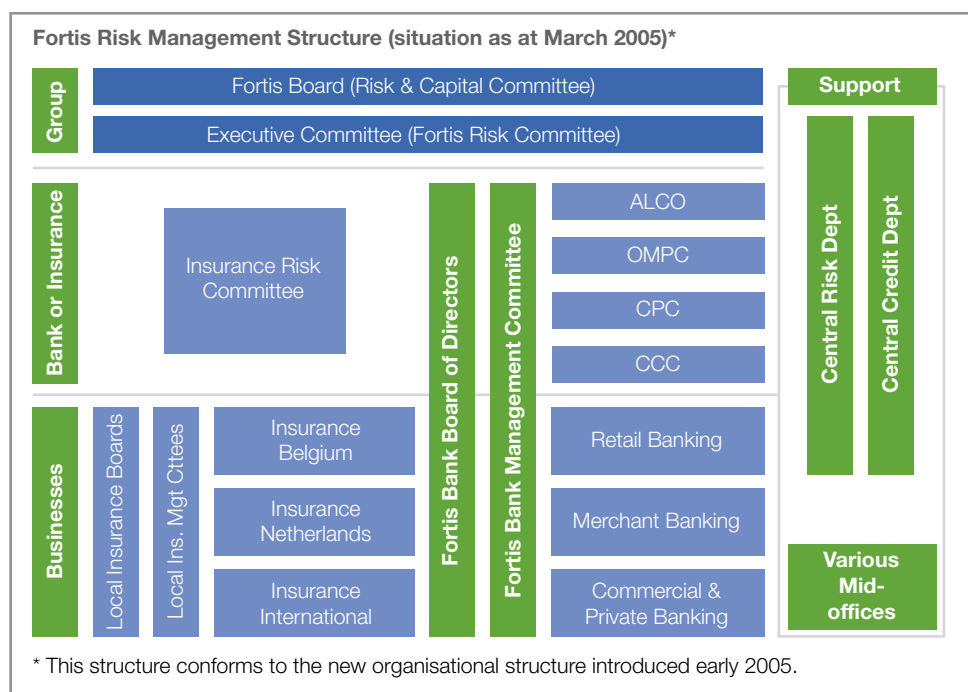 Fortis Risk Management Structure (situation as at March 2005)*
Group
Fortis Board (Risk & Capital Committee)
Executive Committee (Fortis Risk Committee)
Support
Bank or Insurance
Insurance Risk
Committee
Fortis Bank Board of Directors
Fortis Bank Management Committee
ALCO
OMPC
CPC
CCC
Central Risk Dept
Central Credit Dept
Businesses
Local Insurance Boards
Local Ins. Mgt Cttees
Insurance
Belgium
Insurance
Netherlands
Insurance
International
Retail Banking
Merchant Banking
Commercial &
Private Banking
Various
Mid-
offices
* This structure conforms to the new organisational structure introduced early 2005.